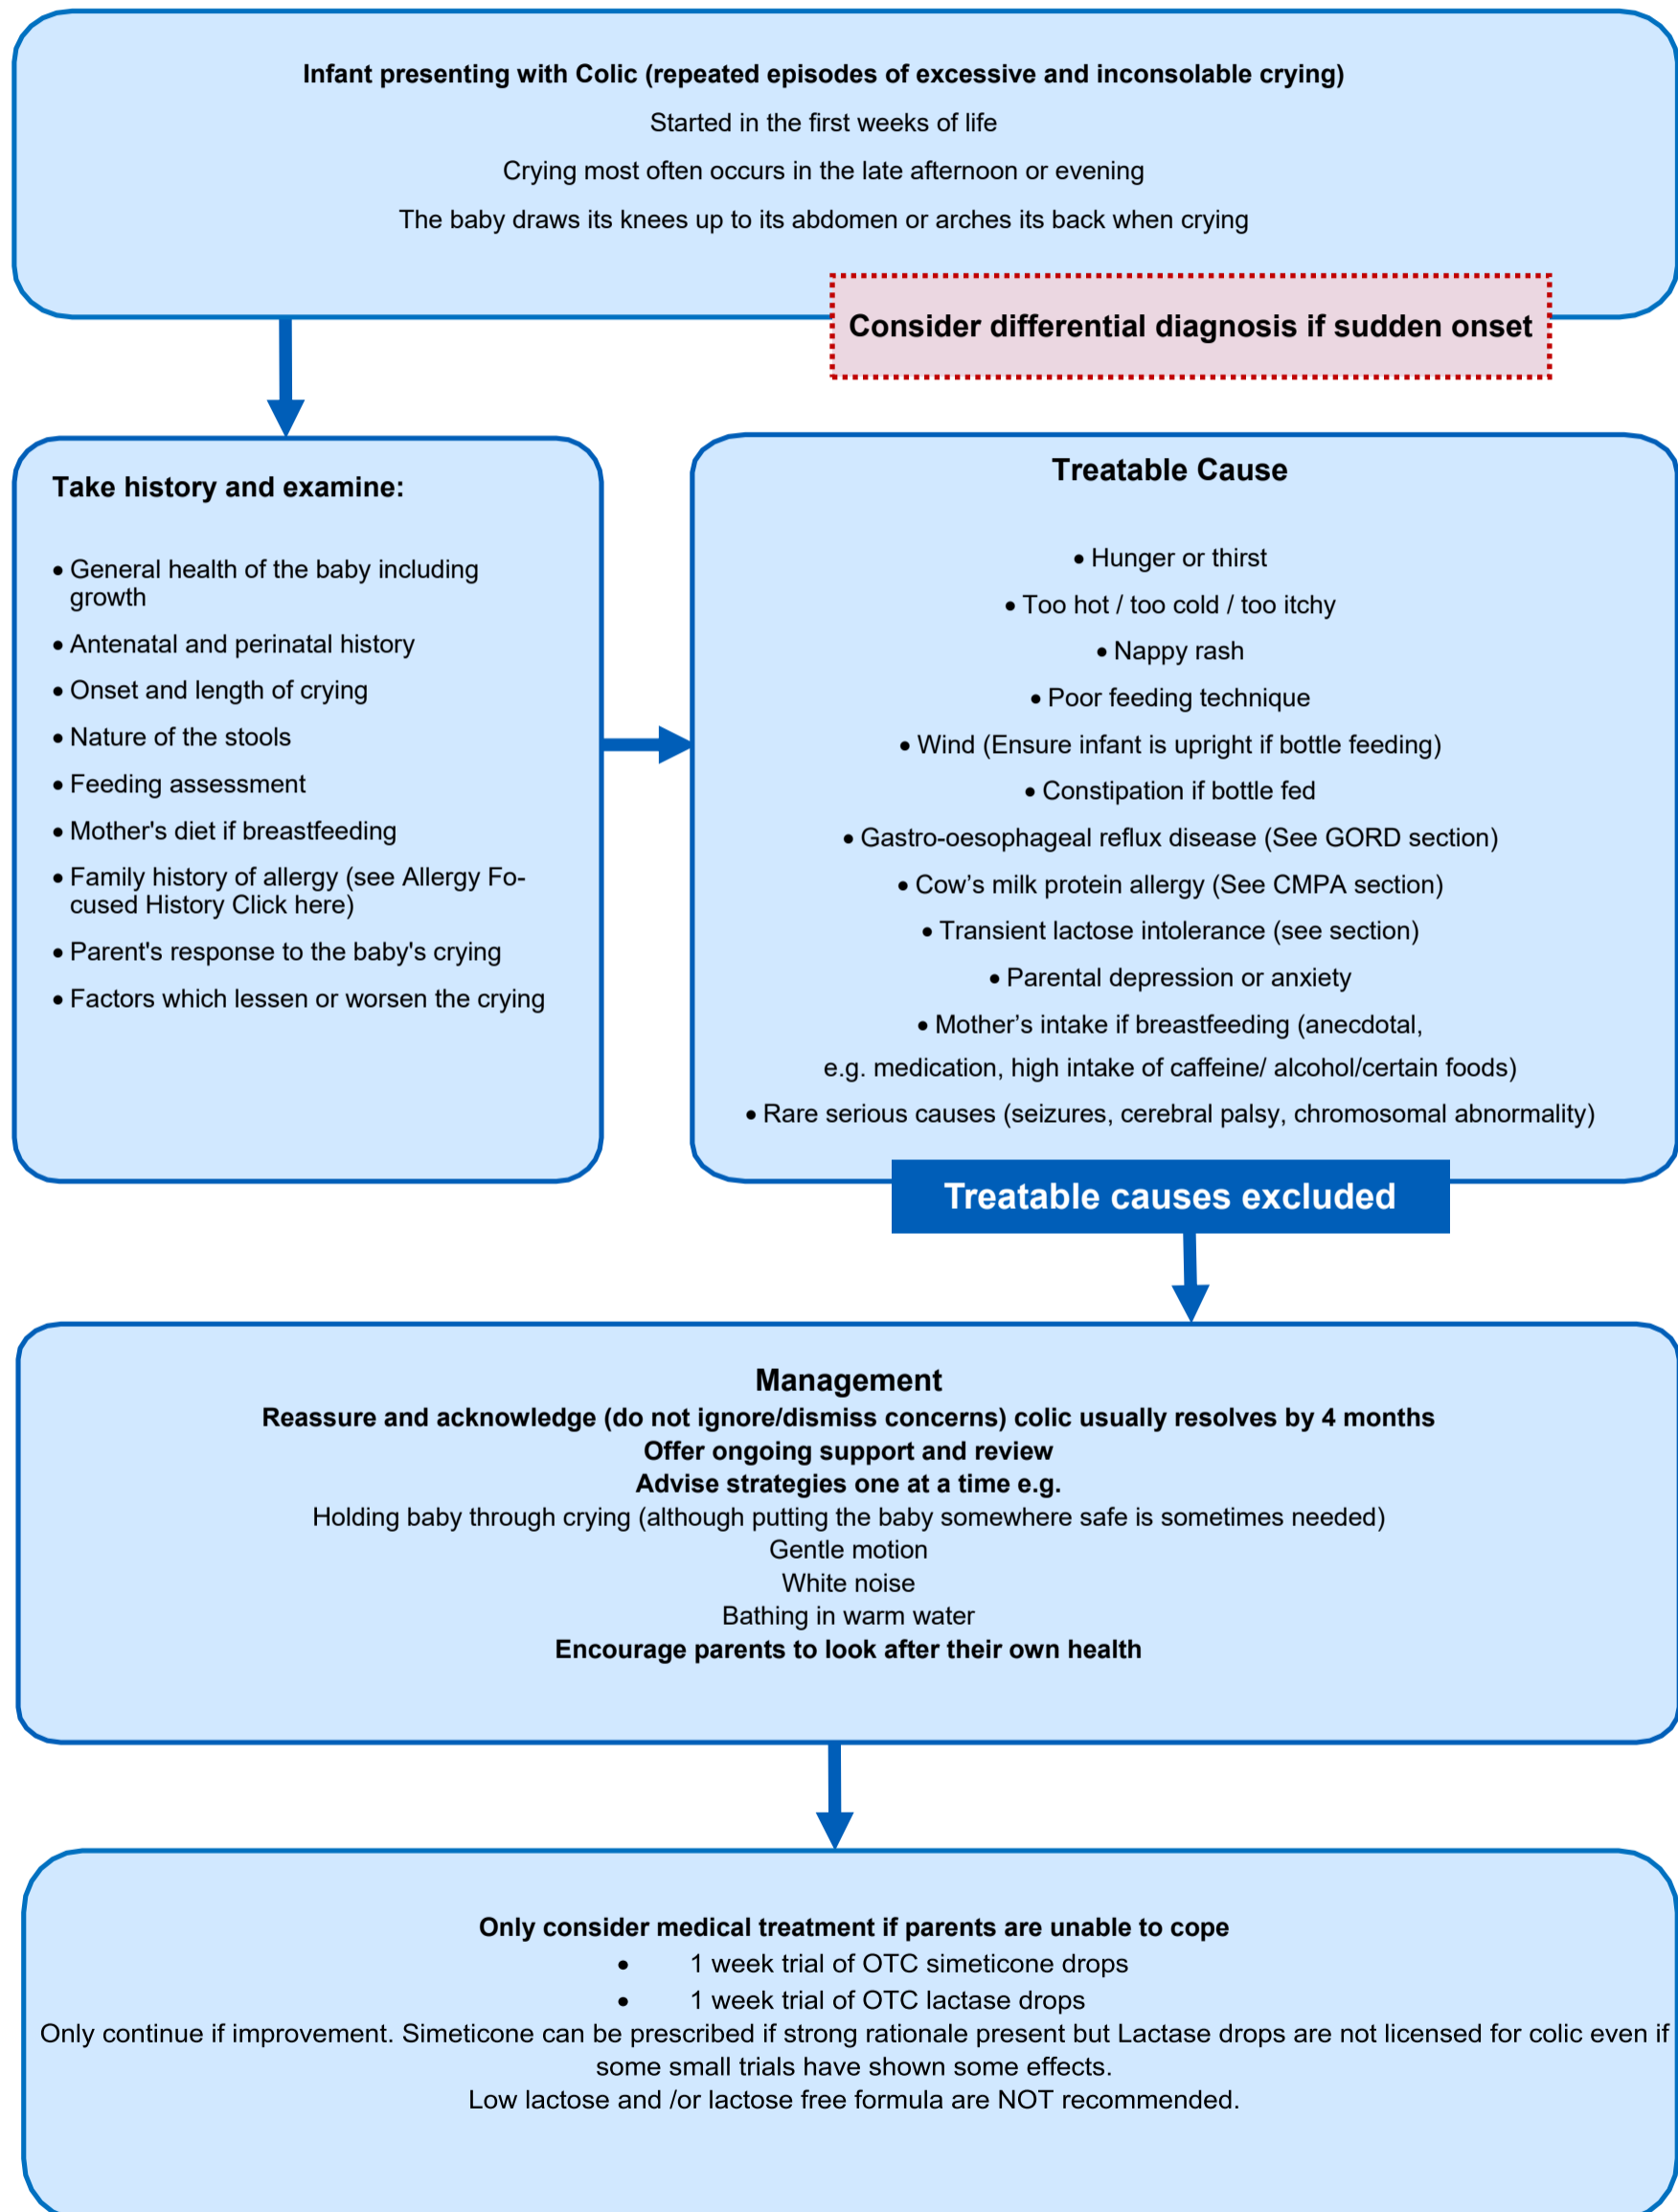 Infant presenting with Colic (repeated episodes of excessive and inconsolable crying)
Started in the first weeks of life
Crying most often occurs in the late afternoon or evening
The baby draws its knees up to its abdomen or arches its back when crying
Consider differential diagnosis if sudden onset
Take history and examine:
• General health of the baby including
growth
• Antenatal and perinatal history
• Onset and length of crying
• Nature of the stools
• Feeding assessment
• Mother's diet if breastfeeding
• Family history of allergy (see Allergy Fo-
cused History Click here)
• Parent's response to the baby's crying
• Factors which lessen or worsen the crying
Treatable Cause
• Hunger or thirst
• Too hot / too cold / too itchy
• Nappy rash
• Poor feeding technique
• Wind (Ensure infant is upright if bottle feeding)
• Constipation if bottle fed
• Gastro-oesophageal reflux disease (See GORD section)
• Cow’s milk protein allergy (See CMPA section)
• Transient lactose intolerance (see section)
• Parental depression or anxiety
• Mother’s intake if breastfeeding (anecdotal,
e.g. medication, high intake of caffeine/ alcohol/certain foods)
• Rare serious causes (seizures, cerebral palsy, chromosomal abnormality)
Treatable causes excluded
Management
Reassure and acknowledge (do not ignore/dismiss concerns) colic usually resolves by 4 months
Offer ongoing support and review
Advise strategies one at a time e.g.
Holding baby through crying (although putting the baby somewhere safe is sometimes needed)
Gentle motion
White noise
Bathing in warm water
Encourage parents to look after their own health
Only consider medical treatment if parents are unable to cope
• 1 week trial of OTC simeticone drops
• 1 week trial of OTC lactase drops
Only continue if improvement. Simeticone can be prescribed if strong rationale present but Lactase drops are not licensed for colic even if
some small trials have shown some effects.
Low lactose and /or lactose free formula are NOT recommended.